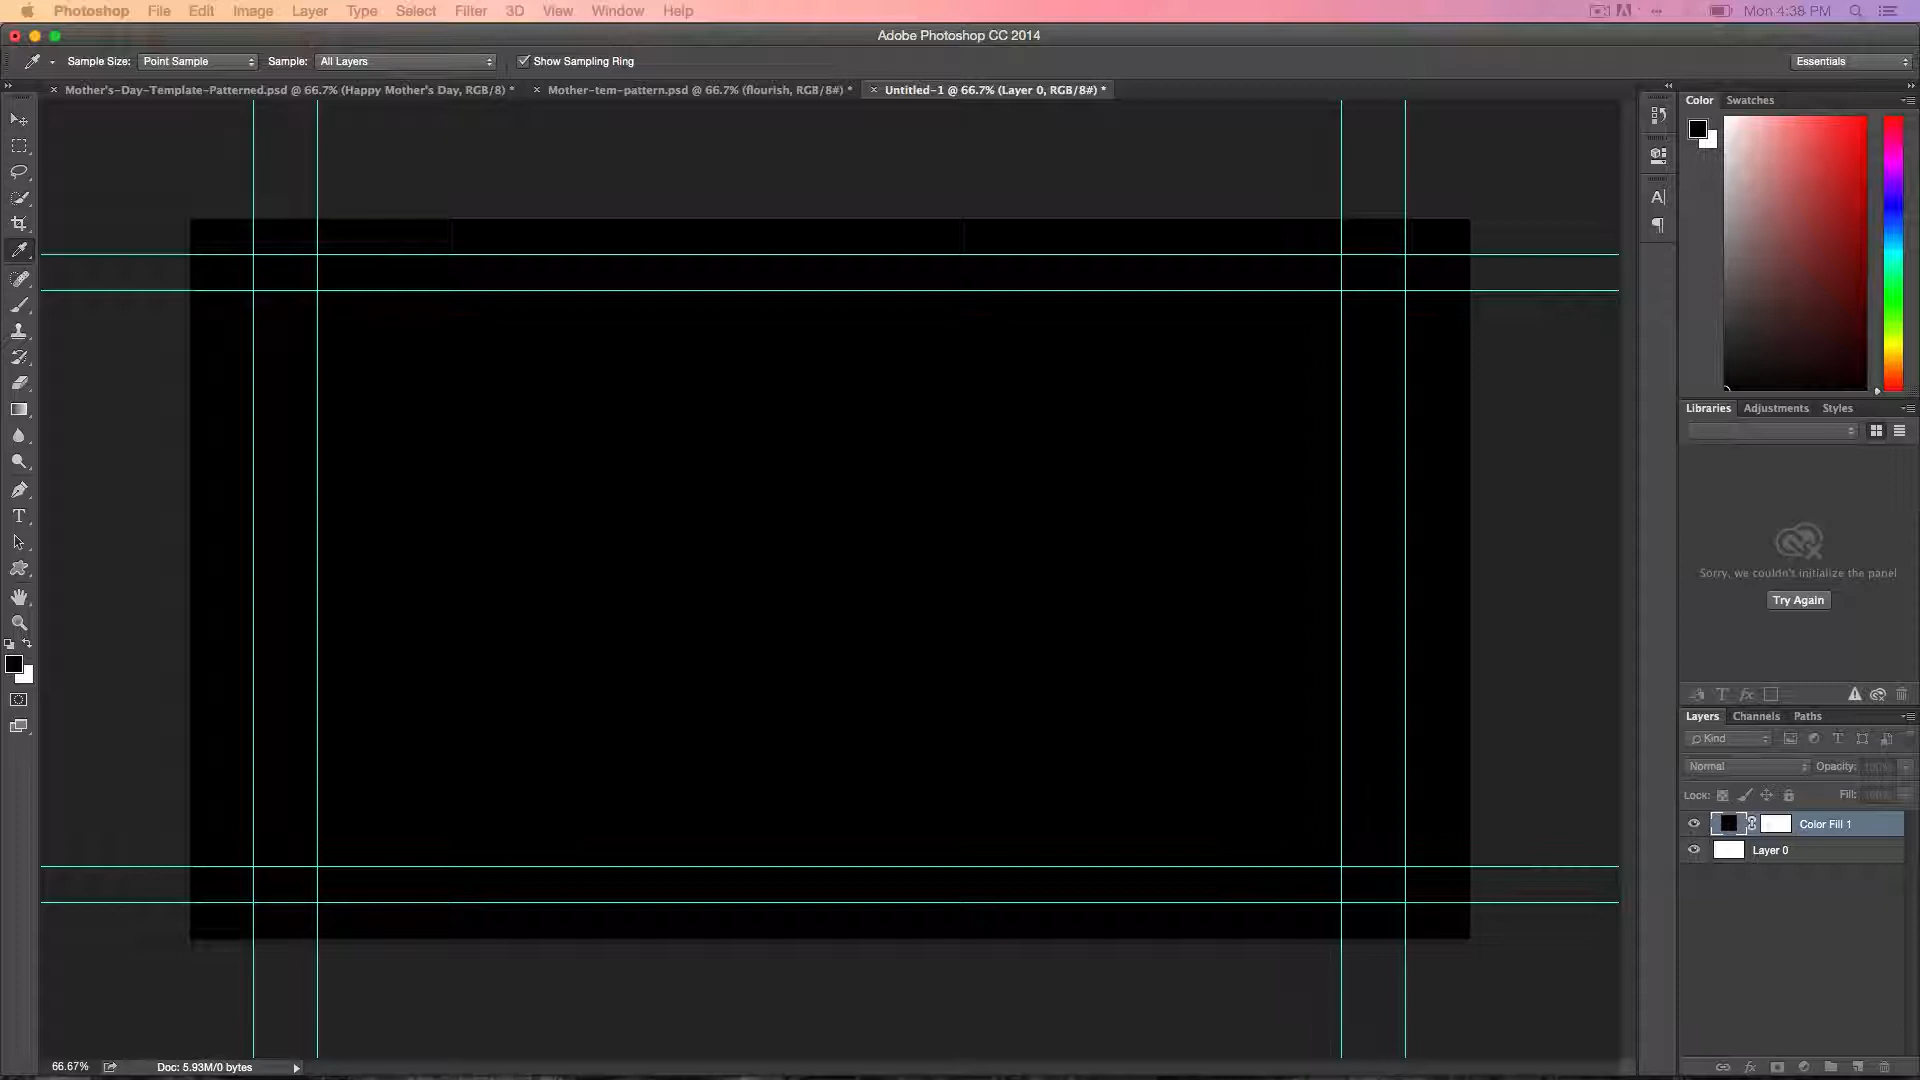 Photoshop File Edit Image Layer Type Select Filter 3D View Window Help Mon 4:38 PM
Adobe Photoshop CC 2014
Sample Size: Point Sample Sample: All Layers Show Sampling Ring Essentials
Mother's-Day-Template-Patterned.psd @ 66.7% (Happy Mother's Day, RGB/8) * Mother-tem-pattern.psd @ 66.7% (flourish, RGB/8#) * Untitled-1 @ 66.7% (Layer 0, RGB/8#) *
Color Swatches
Libraries Adjustments Styles
Sorry, we couldn't initialize the panel
Try Again
Layers Channels Paths
Kind
Normal Opacity: 100%
Lock: Fill: 100%
Color Fill 1
Layer 0
66.67% Doc: 5.93M/0 bytes